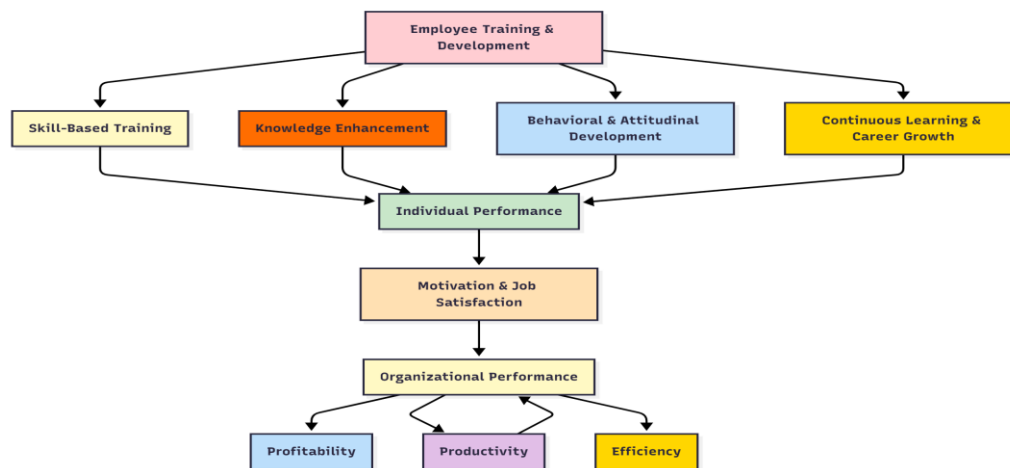 Employee Training &
Development
Skill-Based Training
Knowledge Enhancement
Behavioral & Attitudinal
Development
Continuous Learning &
Career Growth
Individual Performance
Motivation & Job
Satisfaction
Organizational Performance
Profitability
Productivity
Efficiency